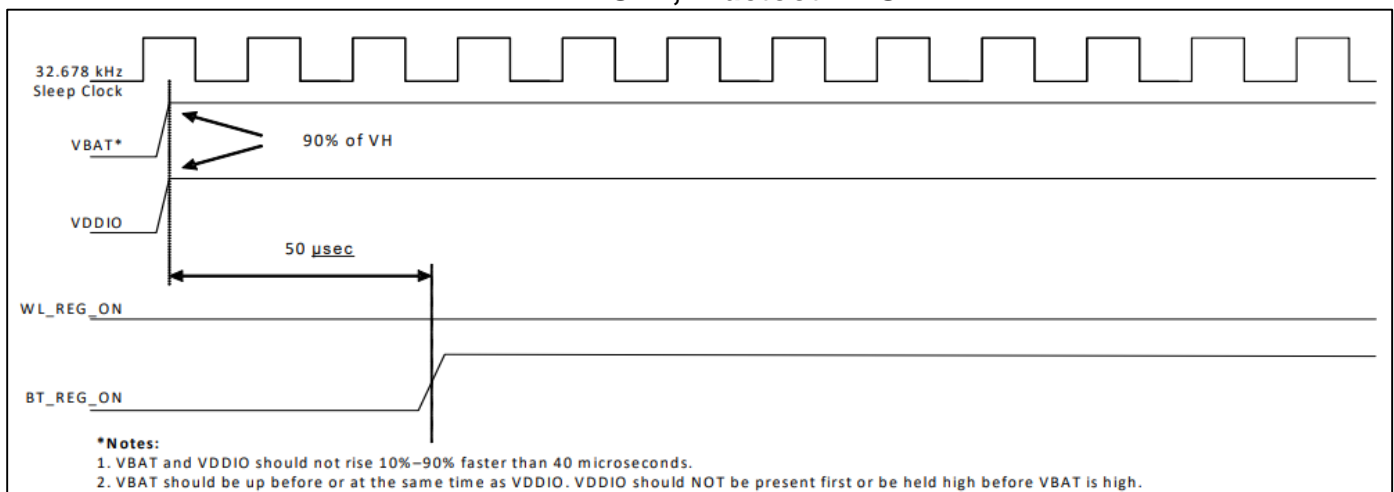 32.678 kHz
Sleep Clock
VBAT*
90% of VH
VDDIO
50 µsec
WL_REG_ON
BT_REG_ON
*Notes:
1. VBAT and VDDIO should not rise 10%–90% faster than 40 microseconds.
2. VBAT should be up before or at the same time as VDDIO. VDDIO should NOT be present first or be held high before VBAT is high.